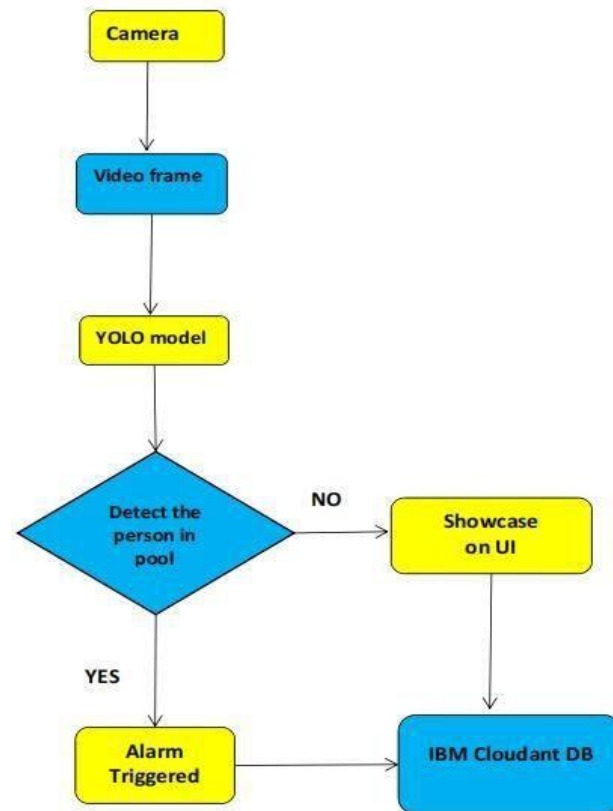 Camera
Video frame
YOLO model
Detect the
person in
pool
NO
Showcase
on UI
YES
Alarm
Triggered
IBM Cloudant DB